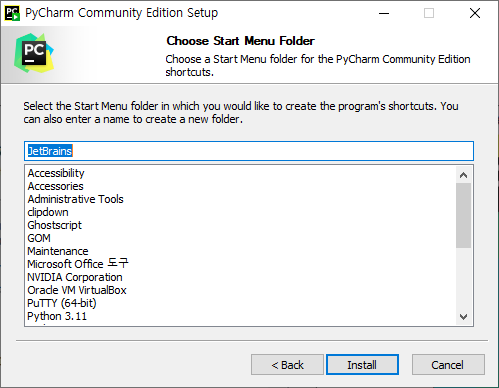 PyCharm Community Edition Setup
PC
Choose Start Menu Folder
Choose a Start Menu folder for the PyCharm Community Edition
shortcuts.
PC
Select the Start Menu folder in which you would like to create the program's shortcuts. You
can also enter a name to create a new folder.
JetBrains
Accessibility
Accessories
Administrative Tools
clipdown
Ghostscript
GOM
Maintenance
Microsoft Office 도구
NVIDIA Corporation
Oracle VM VirtualBox
PuTTY (64-bit)
Python 3.11
< Back
Install
Cancel